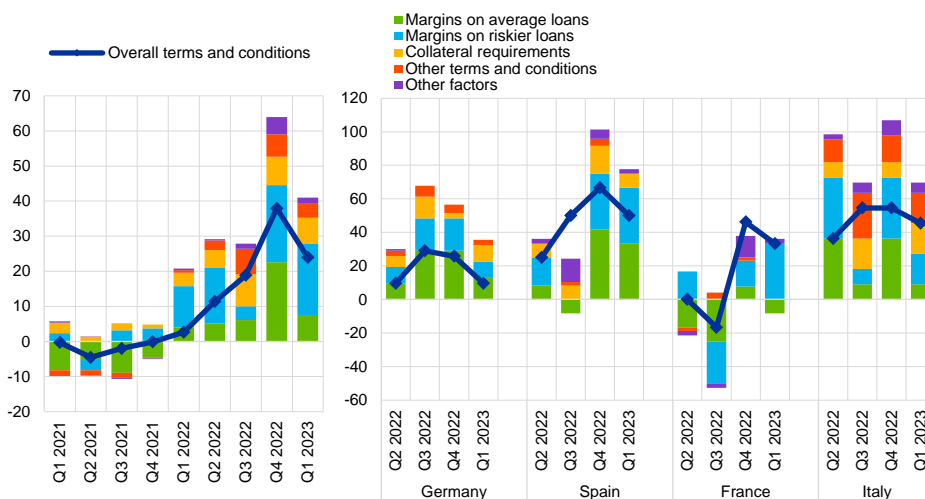 Overall terms and conditions
Margins on average loans
Margins on riskier loans
Collateral requirements
Other terms and conditions
Other factors
70
60
50
40
30
20
10
0
-10
-20
Q1 2021
Q2 2021
Q3 2021
Q4 2021
Q1 2022
Q2 2022
Q3 2022
Q4 2022
Q1 2023
120
100
80
60
40
20
0
-20
-40
-60
Q2 2022
Q3 2022
Q4 2022
Q1 2023
Q2 2022
Q3 2022
Q4 2022
Q1 2023
Q2 2022
Q3 2022
Q4 2022
Q1 2023
Q2 2022
Q3 2022
Q4 2022
Q1 2023
Germany
Spain
France
Italy